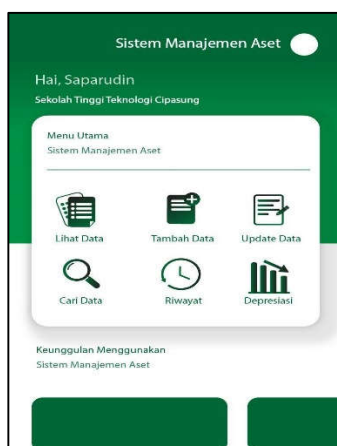 Sistem Manajemen Aset
Hai, Saparudin
Sekolah Tinggi Teknologi Cipasung
Menu Utama
Sistem Manajemen Aset
Lihat Data
Tambah Data
Update Data
Cari Data
Riwayat
Depresiasi
Keunggulan Menggunakan
Sistem Manajemen Aset